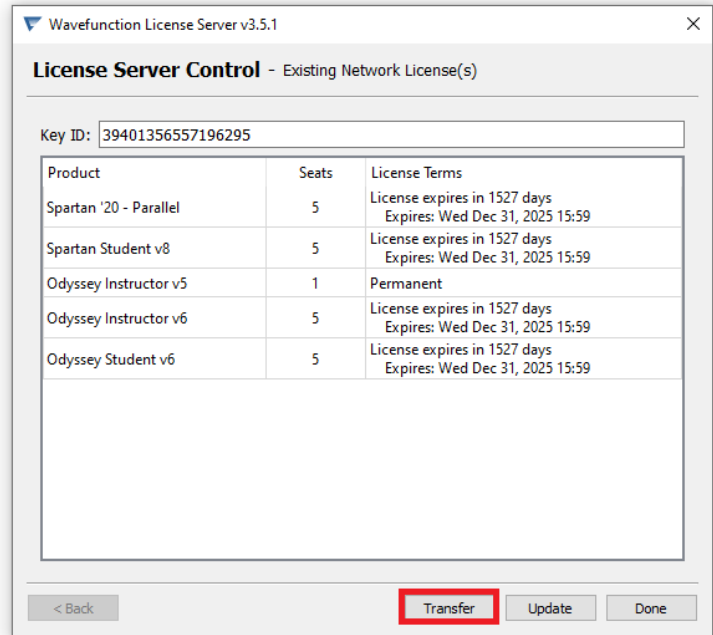 Wavefunction License Server v3.5.1
License Server Control - Existing Network License(s)
Key ID: 39401356557196295
Product Seats License Terms
Spartan '20 - Parallel 5 License expires in 1527 days
Expires: Wed Dec 31, 2025 15:59
Spartan Student v8 5 License expires in 1527 days
Expires: Wed Dec 31, 2025 15:59
Odyssey Instructor v5 1 Permanent
Odyssey Instructor v6 5 License expires in 1527 days
Expires: Wed Dec 31, 2025 15:59
Odyssey Student v6 5 License expires in 1527 days
Expires: Wed Dec 31, 2025 15:59
< Back Transfer Update Done